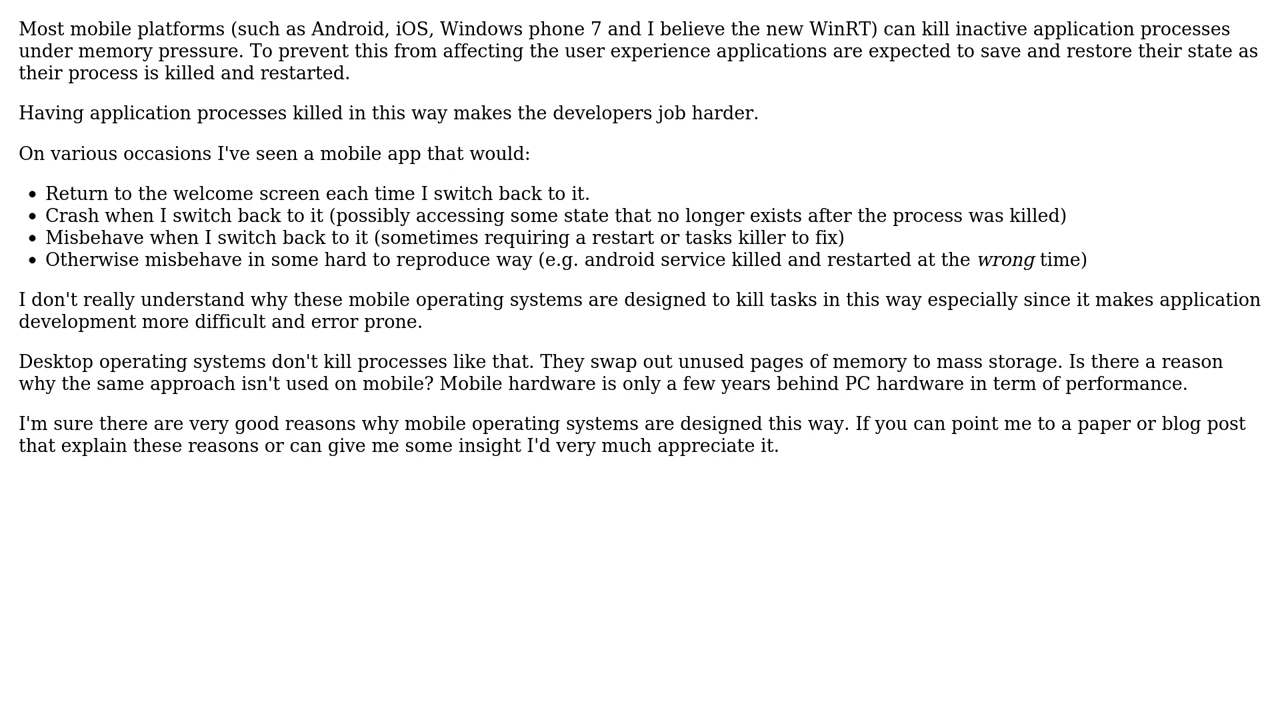 Most mobile platforms (such as Android, iOS, Windows phone 7 and I believe the new WinRT) can kill inactive application processes
under memory pressure. To prevent this from affecting the user experience applications are expected to save and restore their state as
their process is killed and restarted.
Having application processes killed in this way makes the developers job harder.
On various occasions I've seen a mobile app that would:
• Return to the welcome screen each time I switch back to it.
• Crash when I switch back to it (possibly accessing some state that no longer exists after the process was killed)
• Misbehave when I switch back to it (sometimes requiring a restart or tasks killer to fix)
• Otherwise misbehave in some hard to reproduce way (e.g. android service killed and restarted at the wrong time)
I don't really understand why these mobile operating systems are designed to kill tasks in this way especially since it makes application
development more difficult and error prone.
Desktop operating systems don't kill processes like that. They swap out unused pages of memory to mass storage. Is there a reason
why the same approach isn't used on mobile? Mobile hardware is only a few years behind PC hardware in term of performance.
I'm sure there are very good reasons why mobile operating systems are designed this way. If you can point me to a paper or blog post
that explain these reasons or can give me some insight I'd very much appreciate it.